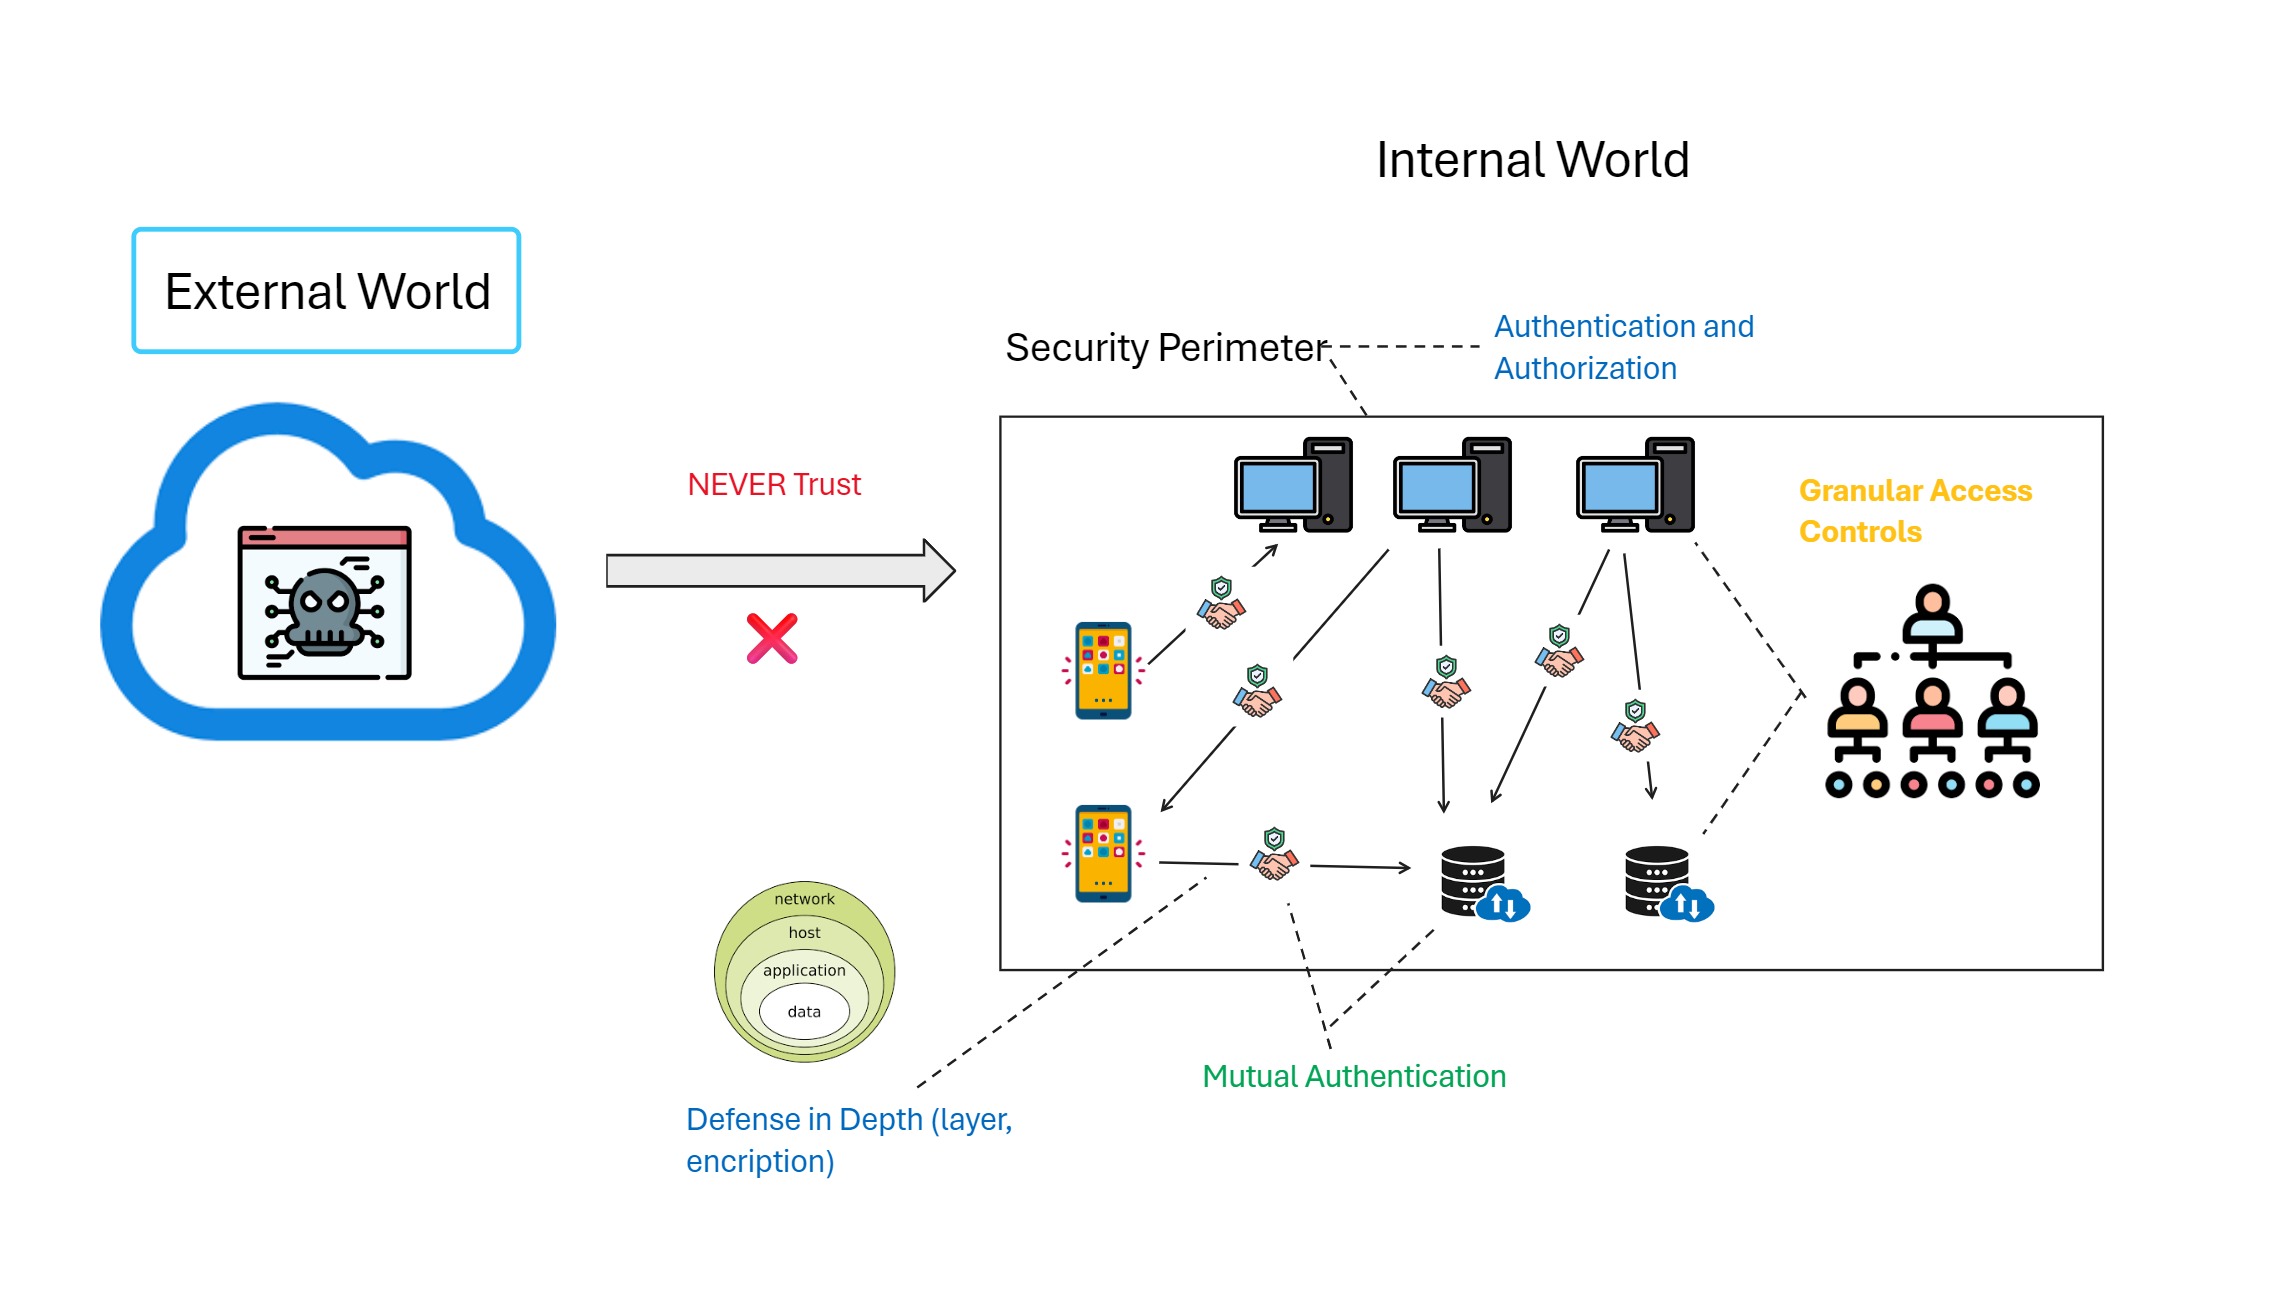 Internal World
External World
Security Perimeter
Authentication and
Authorization
NEVER Trust
Granular Access
Controls
network
host
application
data
Mutual Authentication
Defense in Depth (layer,
encription)